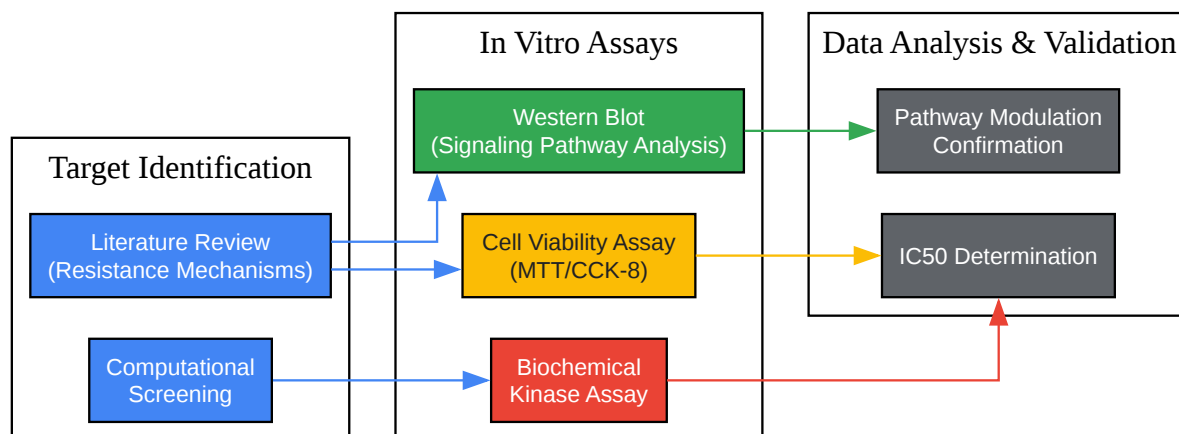 Target Identification
Literature Review
(Resistance Mechanisms)
Computational
Screening
In Vitro Assays
Western Blot
(Signaling Pathway Analysis)
Cell Viability Assay
(MTT/CCK-8)
Biochemical
Kinase Assay
Data Analysis & Validation
Pathway Modulation
Confirmation
IC50 Determination